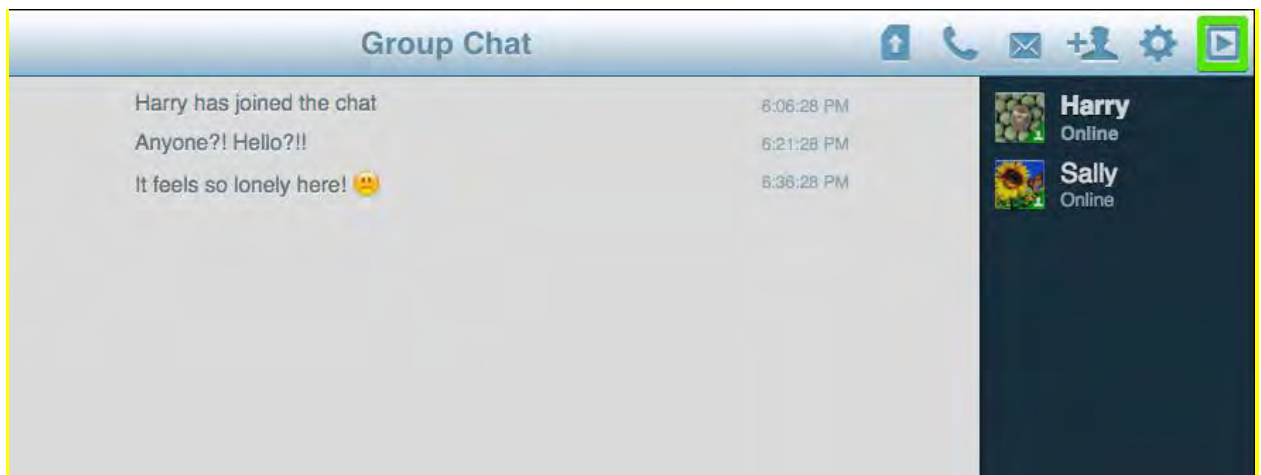 Group Chat
Harry has joined the chat 6:06:28 PM
Anyone?! Hello?!! 6:21:28 PM
It feels so lonely here! 6:36:28 PM
Harry
Online
Sally
Online